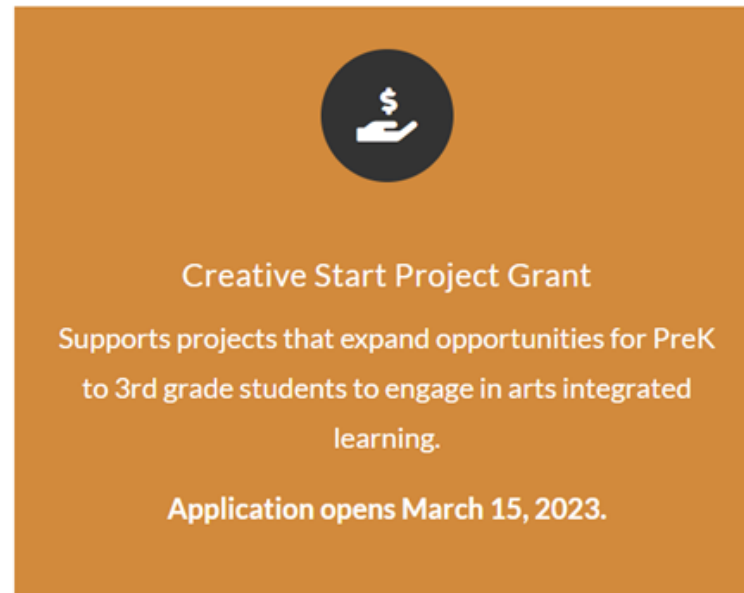 Creative Start Project Grant
Supports projects that expand opportunities for PreK
to 3rd grade students to engage in arts integrated
learning.
Application opens March 15, 2023.